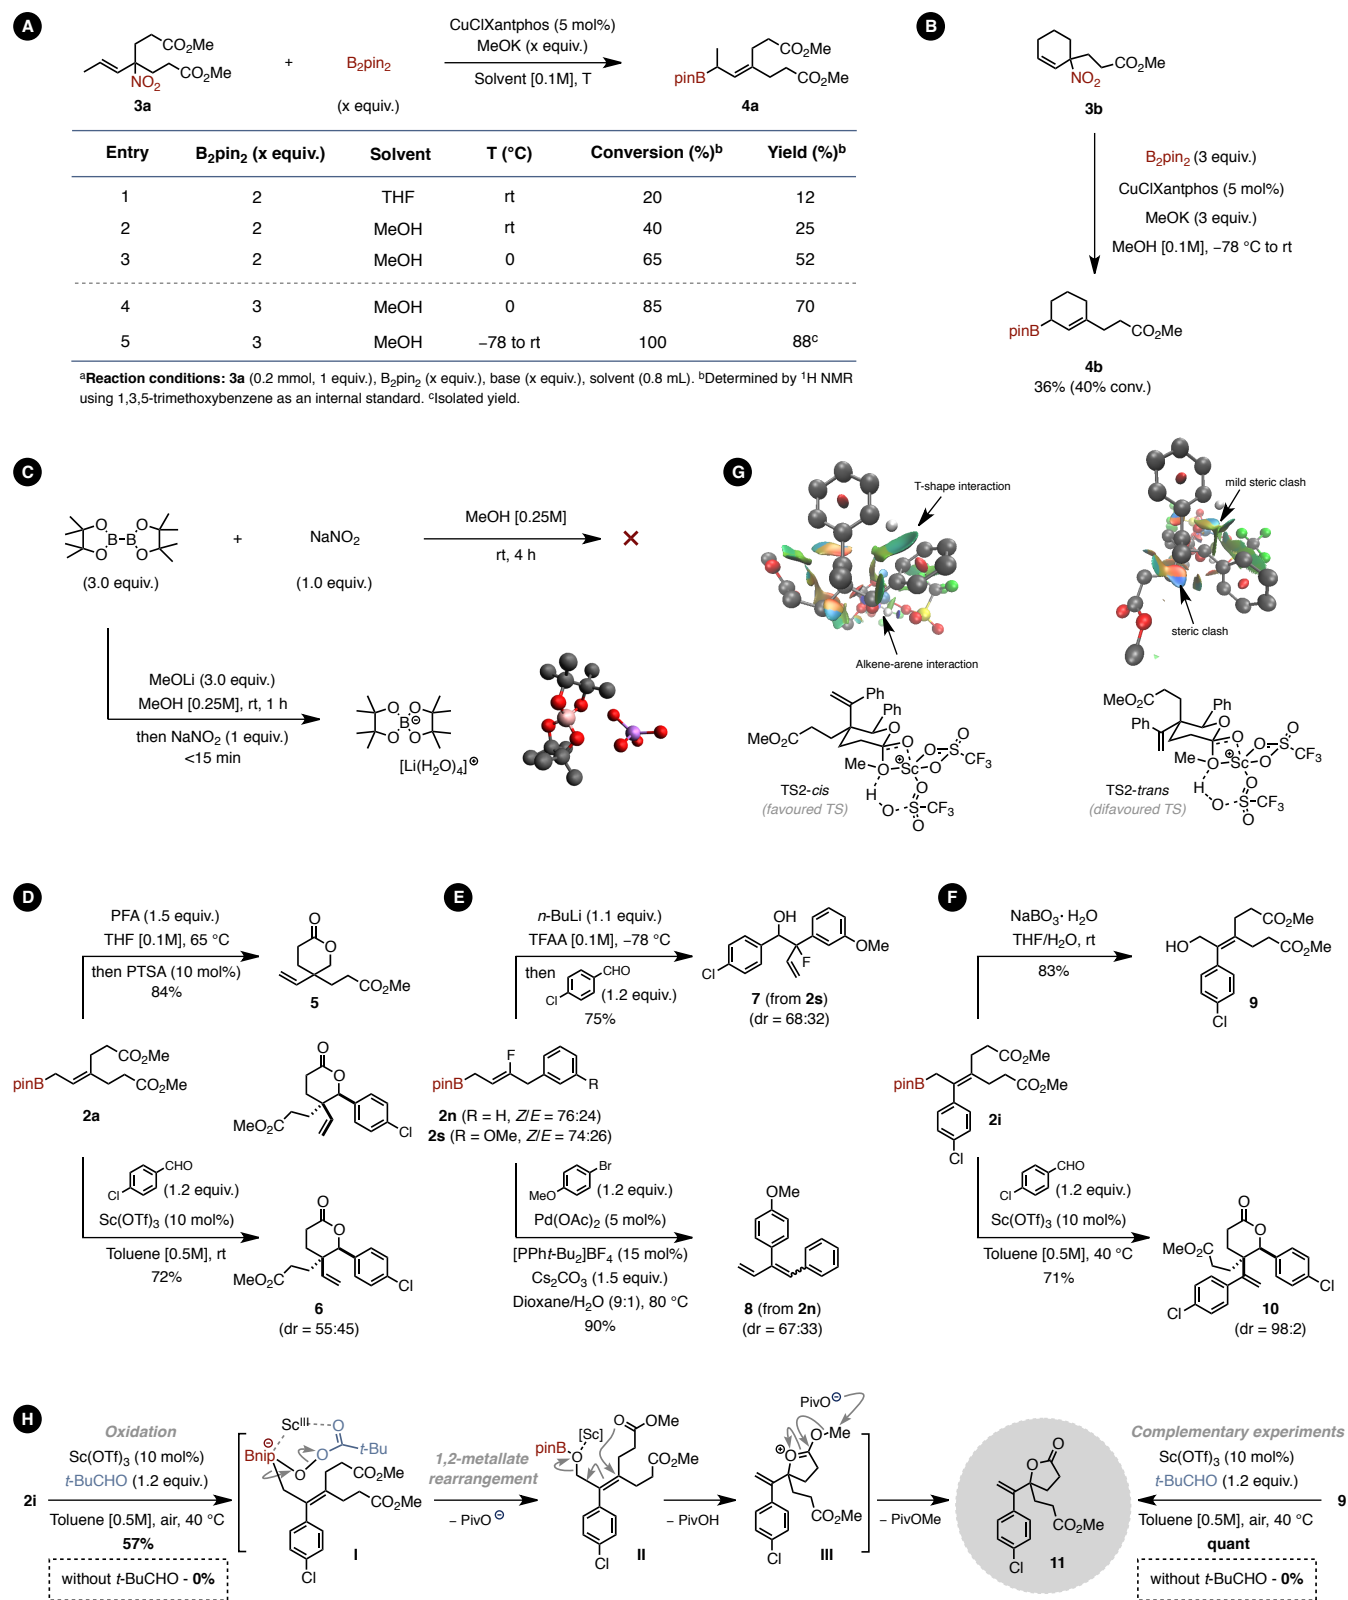 A
CO₂Me
CO₂Me
NO₂
3a
+
B₂pin₂
(x equiv.)
CuClXantphos (5 mol%)
MeOK (x equiv.)
Solvent [0.1M], T
pinB
CO₂Me
CO₂Me
4a
Entry B₂pin₂ (x equiv.) Solvent T (°C) Conversion (%)ᵇ Yield (%)ᵇ
1 2 THF rt 20 12
2 2 MeOH rt 40 25
3 2 MeOH 0 65 52
4 3 MeOH 0 85 70
5 3 MeOH −78 to rt 100 88ᶜ
ᵃReaction conditions: 3a (0.2 mmol, 1 equiv.), B₂pin₂ (x equiv.), base (x equiv.), solvent (0.8 mL). ᵇDetermined by ¹H NMR
using 1,3,5-trimethoxybenzene as an internal standard. ᶜIsolated yield.
B
CO₂Me
NO₂
3b
B₂pin₂ (3 equiv.)
CuClXantphos (5 mol%)
MeOK (3 equiv.)
MeOH [0.1M], −78 °C to rt
pinB
CO₂Me
4b
36% (40% conv.)
C
O O
B–B
O O
(3.0 equiv.)
+
NaNO₂
(1.0 equiv.)
MeOH [0.25M]
rt, 4 h
MeOLi (3.0 equiv.)
MeOH [0.25M], rt, 1 h
then NaNO₂ (1 equiv.)
<15 min
O O
B⊖
O O
[Li(H₂O)₄]⊕
G
T-shape interaction
Alkene-arene interaction
mild steric clash
steric clash
Ph
Ph
O
MeO₂C
O
Me
O
⊕
Sc
O
O
S
O
CF₃
H
O
O
S
CF₃
O
TS2-cis
(favoured TS)
MeO₂C
Ph
Ph
O
O
Me
O
⊕
Sc
O
O
S
O
CF₃
H
O
O
S
CF₃
O
TS2-trans
(difavoured TS)
D
PFA (1.5 equiv.)
THF [0.1M], 65 °C
then PTSA (10 mol%)
84%
O
O
CO₂Me
5
CO₂Me
pinB
CO₂Me
2a
O
O
MeO₂C
Cl
CHO
Cl
(1.2 equiv.)
Sc(OTf)₃ (10 mol%)
Toluene [0.5M], rt
72%
O
O
MeO₂C
Cl
6
(dr = 55:45)
E
n-BuLi (1.1 equiv.)
TFAA [0.1M], −78 °C
then
CHO
Cl
(1.2 equiv.)
75%
OH
F
OMe
Cl
7 (from 2s)
(dr = 68:32)
F
pinB
R
2n (R = H, Z/E = 76:24)
2s (R = OMe, Z/E = 74:26)
Br
MeO
(1.2 equiv.)
Pd(OAc)₂ (5 mol%)
[PPht-Bu₂]BF₄ (15 mol%)
Cs₂CO₃ (1.5 equiv.)
Dioxane/H₂O (9:1), 80 °C
90%
OMe
8 (from 2n)
(dr = 67:33)
F
NaBO₃· H₂O
THF/H₂O, rt
83%
CO₂Me
HO
CO₂Me
Cl
9
CO₂Me
pinB
CO₂Me
Cl
2i
CHO
Cl
(1.2 equiv.)
Sc(OTf)₃ (10 mol%)
Toluene [0.5M], 40 °C
71%
O
O
MeO₂C
Cl
Cl
10
(dr = 98:2)
H
2i
Oxidation
Sc(OTf)₃ (10 mol%)
t-BuCHO (1.2 equiv.)
Toluene [0.5M], air, 40 °C
57%
without t-BuCHO - 0%
Scᴵᴵᴵ
O
⊖
Bnip
O
t-Bu
O
CO₂Me
CO₂Me
Cl
I
1,2-metallate
rearrangement
− PivO⊖
[Sc]
O
OMe
pinB
O
CO₂Me
Cl
II
− PivOH
PivO⊖
O
Me
⊕
O
CO₂Me
Cl
III
− PivOMe
O
O
CO₂Me
Cl
11
Complementary experiments
Sc(OTf)₃ (10 mol%)
t-BuCHO (1.2 equiv.)
9
Toluene [0.5M], air, 40 °C
quant
without t-BuCHO - 0%